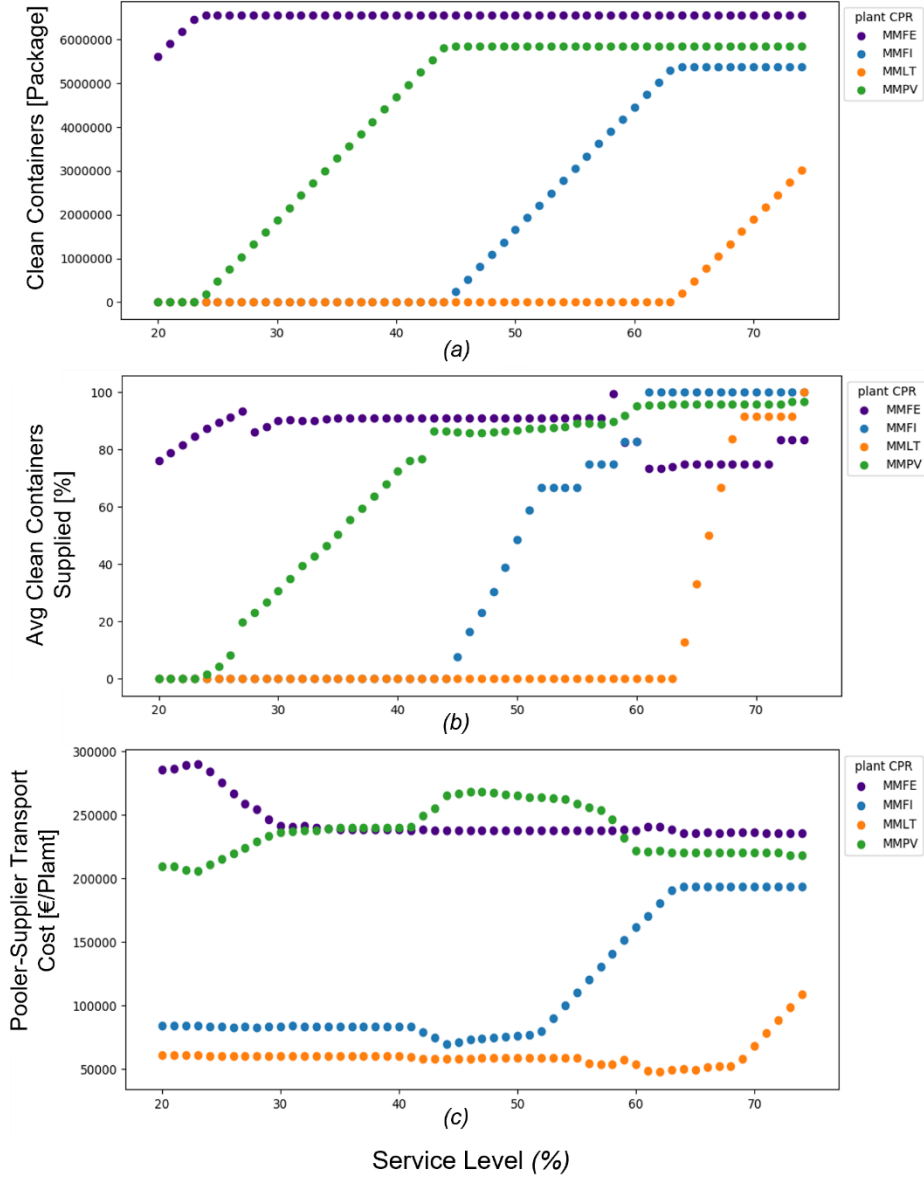 Clean Containers [Package]
6000000
5000000
4000000
3000000
2000000
1000000
0
20 30 40 50 60 70
plant CPR
MMFE
MMFI
MMLT
MMPV
(a)
Avg Clean Containers
Supplied [%]
100
80
60
40
20
0
20 30 40 50 60 70
plant CPR
MMFE
MMFI
MMLT
MMPV
(b)
Pooler-Supplier Transport
Cost [€/Plamt]
300000
250000
200000
150000
100000
50000
20 30 40 50 60 70
plant CPR
MMFE
MMFI
MMLT
MMPV
(c)
Service Level (%)